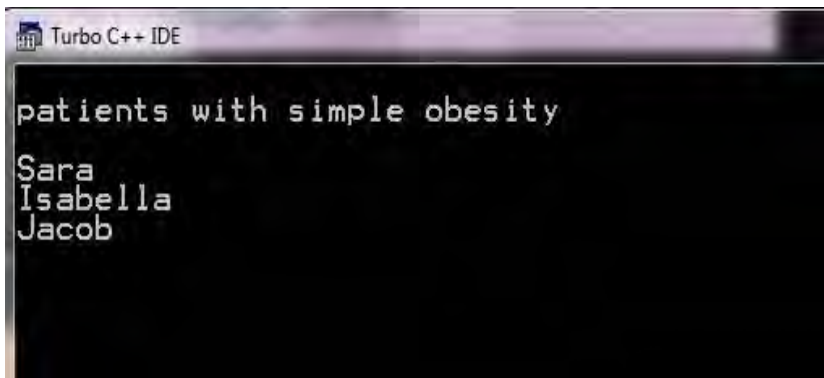 Turbo C++ IDE
patients with simple obesity
Sara
Isabella
Jacob